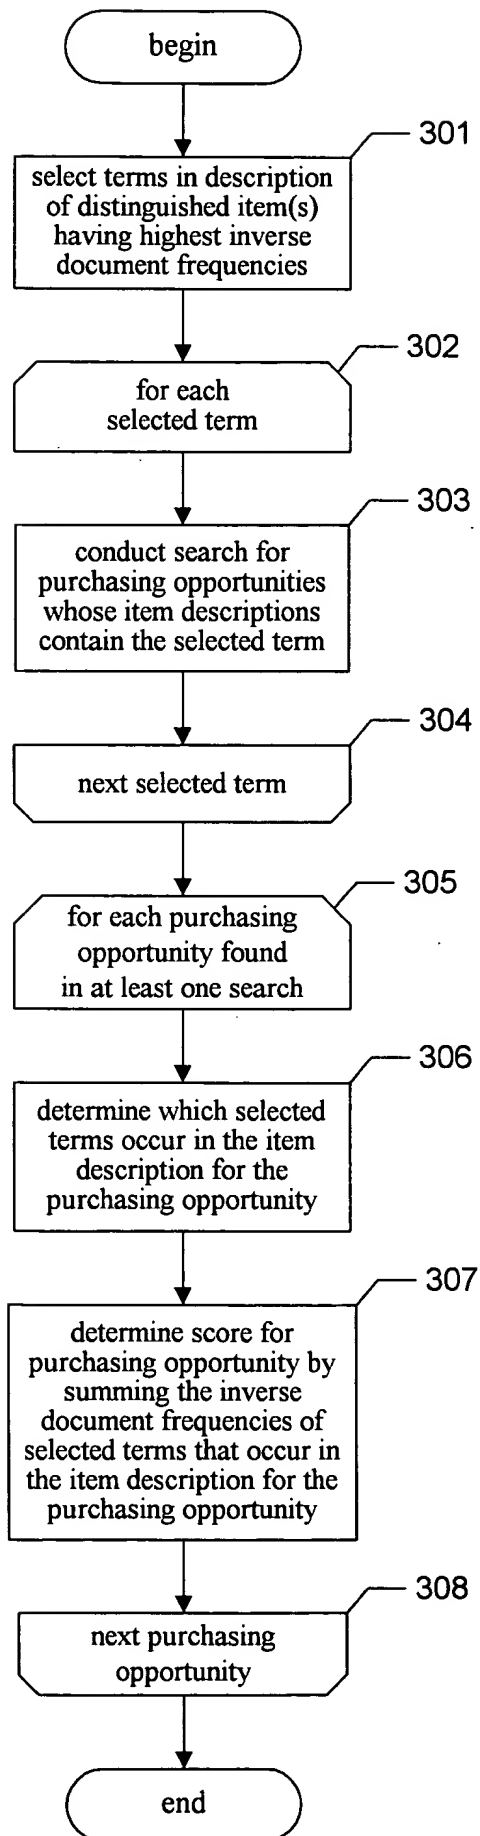 begin
301
select terms in description
of distinguished item(s)
having highest inverse
document frequencies
302
for each
selected term
303
conduct search for
purchasing opportunities
whose item descriptions
contain the selected term
304
next selected term
305
for each purchasing
opportunity found
in at least one search
306
determine which selected
terms occur in the item
description for the
purchasing opportunity
307
determine score for
purchasing opportunity by
summing the inverse
document frequencies of
selected terms that occur in
the item description for the
purchasing opportunity
308
next purchasing
opportunity
end